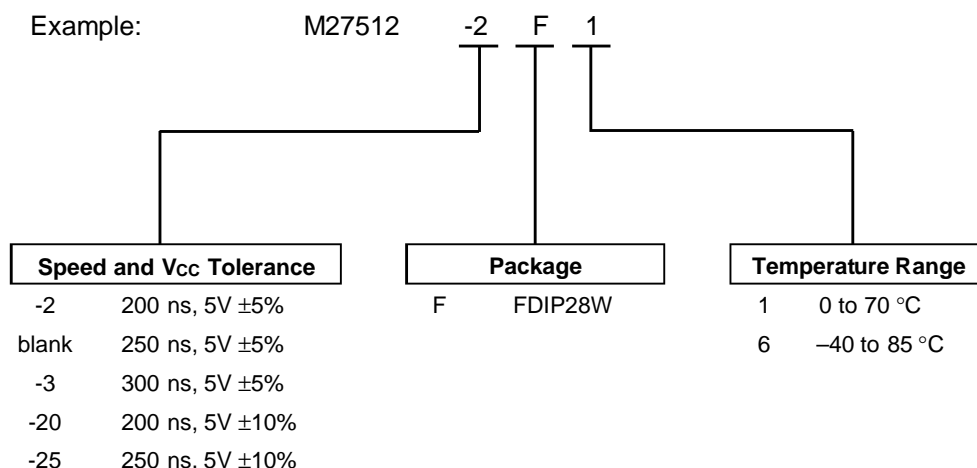 Example: M27512 -2 F 1
Speed and VCC Tolerance
-2 200 ns, 5V ±5%
blank 250 ns, 5V ±5%
-3 300 ns, 5V ±5%
-20 200 ns, 5V ±10%
-25 250 ns, 5V ±10%
Package
F FDIP28W
Temperature Range
1 0 to 70 °C
6 –40 to 85 °C